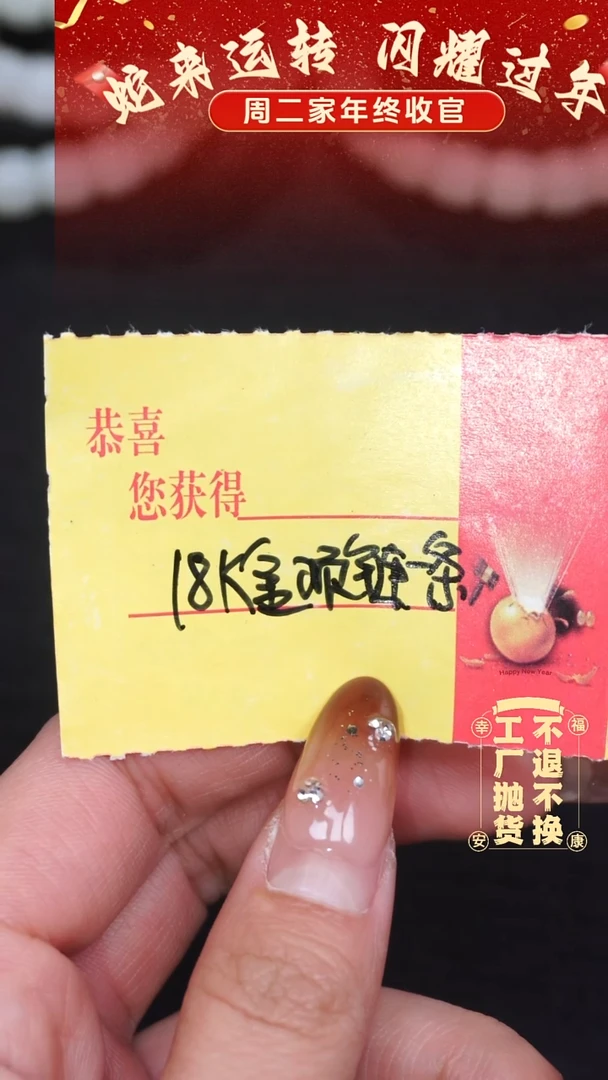 蛇来运转 闪耀过年
周二家年终收官
恭喜
您获得
18K金项链一条
Happy New Year
幸福
工厂抛货
不退不换
安康